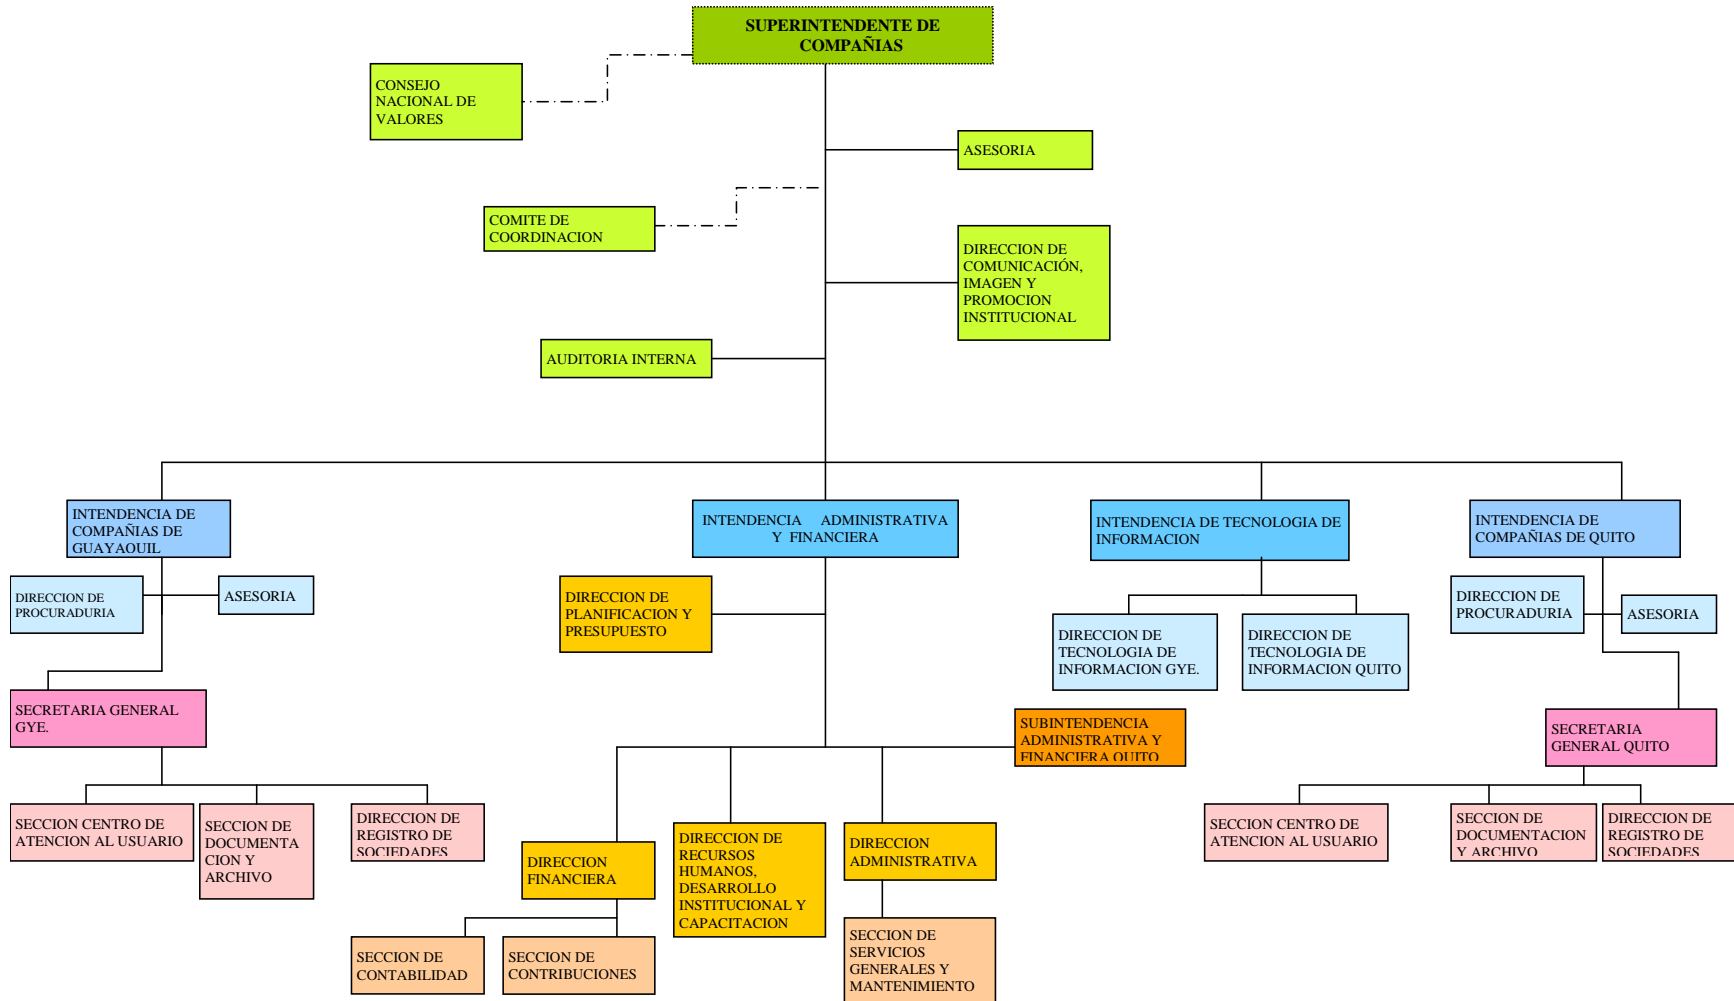 SUPERINTENDENTE DE
COMPAÑIAS
CONSEJO
NACIONAL DE
VALORES
ASESORIA
COMITE DE
COORDINACION
DIRECCION DE
COMUNICACIÓN,
IMAGEN Y
PROMOCION
INSTITUCIONAL
AUDITORIA INTERNA
INTENDENCIA DE
COMPAÑIAS DE
GUAYAQUIL
INTENDENCIA ADMINISTRATIVA
Y FINANCIERA
INTENDENCIA DE TECNOLOGIA DE
INFORMACION
INTENDENCIA DE
COMPAÑIAS DE QUITO
DIRECCION DE
PROCURADURIA
ASESORIA
DIRECCION DE
PLANIFICACION Y
PRESUPUESTO
DIRECCION DE
TECNOLOGIA DE
INFORMACION GYE.
DIRECCION DE
TECNOLOGIA DE
INFORMACION QUITO
DIRECCION DE
PROCURADURIA
ASESORIA
SECRETARIA GENERAL
GYE.
SUBINTENDENCIA
ADMINISTRATIVA Y
FINANCIERA QUITO
SECRETARIA
GENERAL QUITO
SECCION CENTRO DE
ATENCION AL USUARIO
SECCION DE
DOCUMENTA
CION Y
ARCHIVO
DIRECCION DE
REGISTRO DE
SOCIEDADES
DIRECCION
FINANCIERA
DIRECCION DE
RECURSOS
HUMANOS,
DESARROLLO
INSTITUCIONAL Y
CAPACITACION
DIRECCION
ADMINISTRATIVA
SECCION CENTRO DE
ATENCION AL USUARIO
SECCION DE
DOCUMENTACION
Y ARCHIVO
DIRECCION DE
REGISTRO DE
SOCIEDADES
SECCION DE
CONTABILIDAD
SECCION DE
CONTRIBUCIONES
SECCION DE
SERVICIOS
GENERALES Y
MANTENIMIENTO